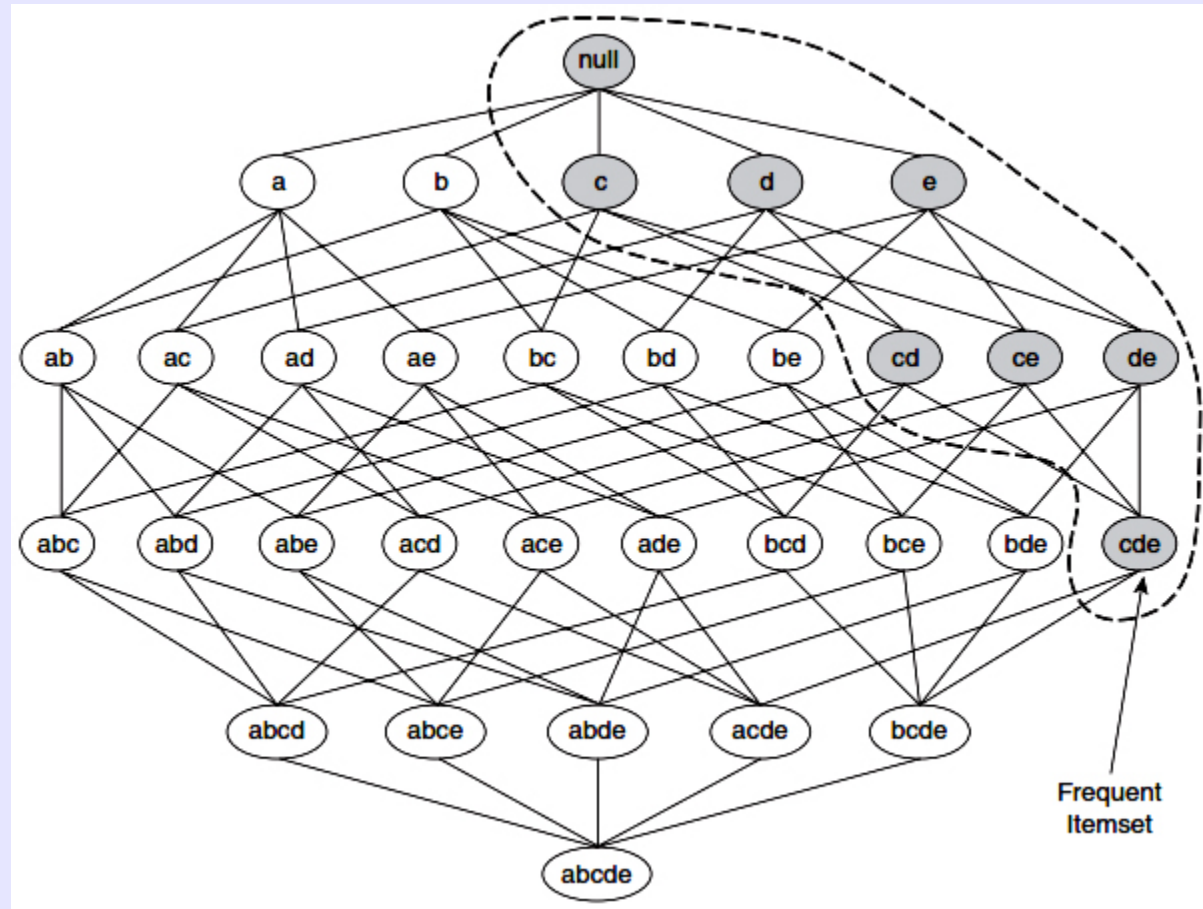 null
a b c d e
ab ac ad ae bc bd be cd ce de
abc abd abe acd ace ade bcd bce bde cde
abcd abce abde acde bcde
Frequent
Itemset
abcde